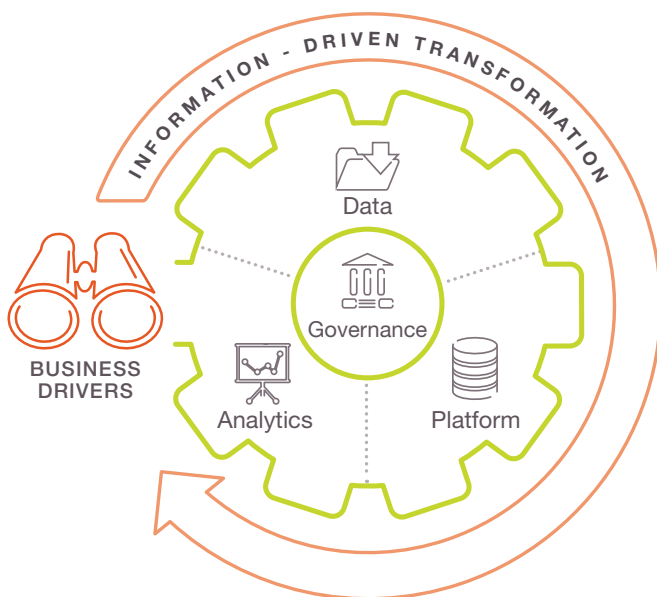 INFORMATION - DRIVEN TRANSFORMATION
Data
Governance
BUSINESS
DRIVERS
Analytics
Platform